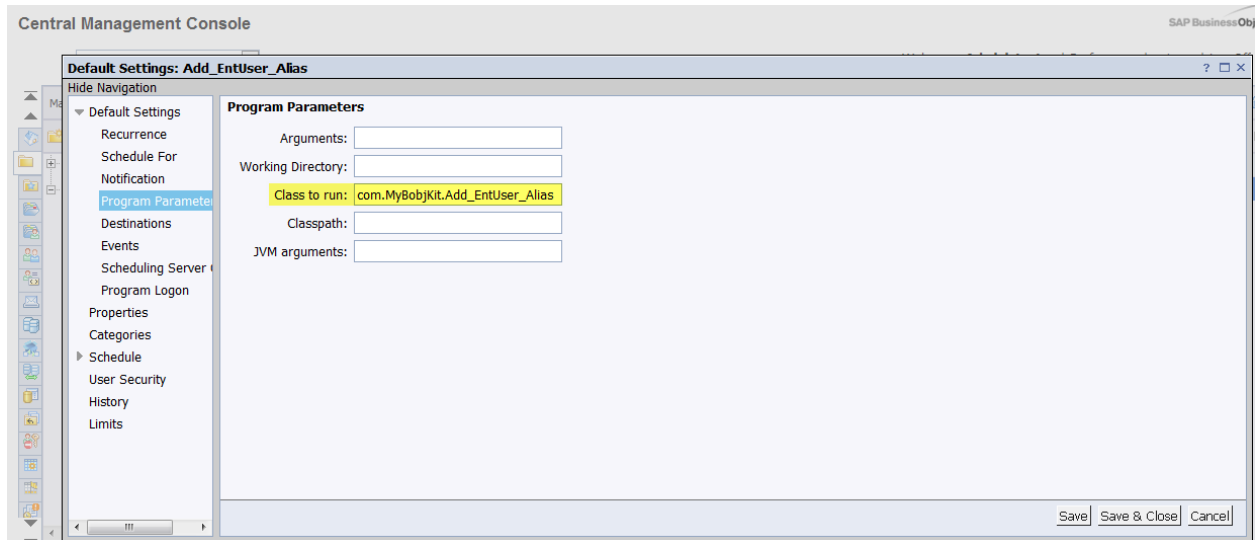 Central Management Console
SAP BusinessObj
Default Settings: Add_EntUser_Alias
? □ ×
Hide Navigation
Ma
Default Settings
Recurrence
Schedule For
Notification
Program Paramete
Destinations
Events
Scheduling Server
Program Logon
Properties
Categories
Schedule
User Security
History
Limits
Program Parameters
Arguments:
Working Directory:
Class to run: com.MyBobjKit.Add_EntUser_Alias
Classpath:
JVM arguments:
Save Save & Close Cancel